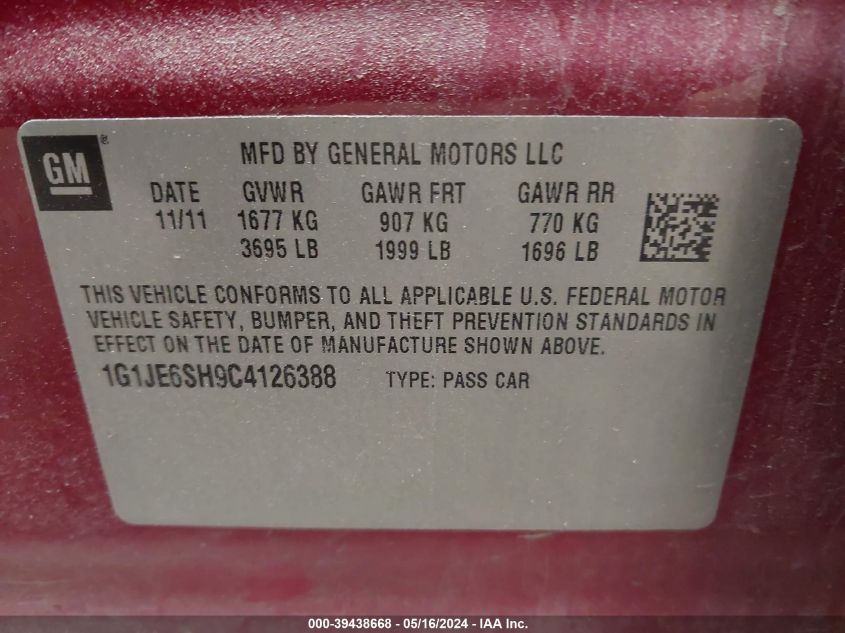 GM ®
MFD BY GENERAL MOTORS LLC
DATE GVWR GAWR FRT GAWR RR
11/11 1677 KG 907 KG 770 KG
3695 LB 1999 LB 1696 LB
THIS VEHICLE CONFORMS TO ALL APPLICABLE U.S. FEDERAL MOTOR
VEHICLE SAFETY, BUMPER, AND THEFT PREVENTION STANDARDS IN
EFFECT ON THE DATE OF MANUFACTURE SHOWN ABOVE.
1G1JE6SH9C4126388 TYPE: PASS CAR
000-39438668 - 05/16/2024 - IAA Inc.